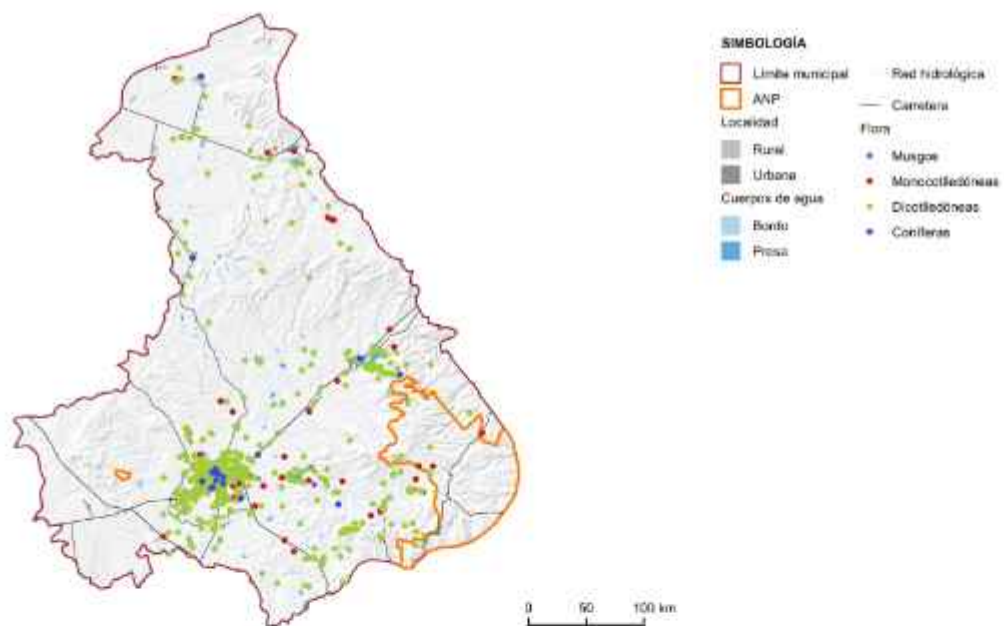 SIMBOLOGÍA
Límite municipal
ANP
Localidad
Rural
Urbana
Cuerpos de agua
Bordo
Presa
Red hidrológica
Carretera
Flora
Musgos
Monocotiledóneas
Dicotiledóneas
Coníferas
0 50 100 km